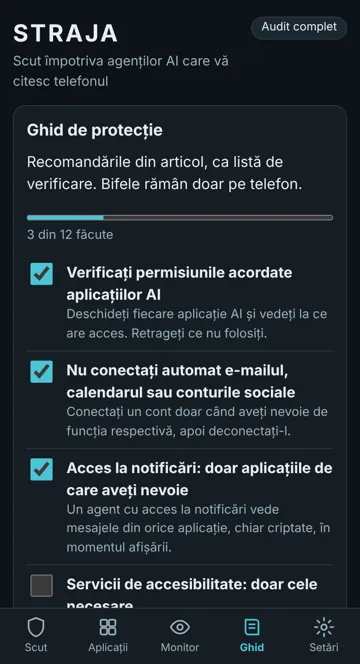 STRAJA
Audit complet
Scut împotriva agenților AI care vă
citesc telefonul
Ghid de protecție
Recomandările din articol, ca listă de
verificare. Bifele rămân doar pe telefon.
3 din 12 făcute
Verificați permisiunile acordate
aplicațiilor AI
Deschideți fiecare aplicație AI și vedeți la ce
are acces. Retrageți ce nu folosiți.
Nu conectați automat e-mailul,
calendarul sau conturile sociale
Conectați un cont doar când aveți nevoie de
funcția respectivă, apoi deconectați-l.
Acces la notificări: doar aplicațiile de
care aveți nevoie
Un agent cu acces la notificări vede
mesajele din orice aplicație, chiar criptate, în
momentul afișării.
Servicii de accesibilitate: doar cele
necesare
Scut
Aplicații
Monitor
Ghid
Setări